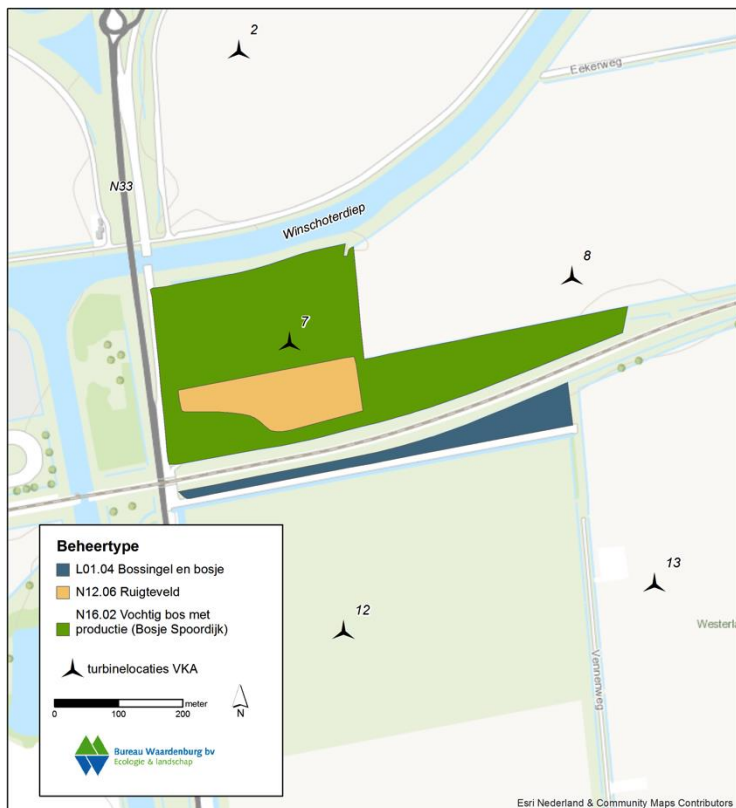 2
Eekerweg
N33
Winschoterdiep
8
7
13
12
Westerla
Vennenweg
Beheertype
L01.04 Bossingel en bosje
N12.06 Ruigteveld
N16.02 Vochtig bos met
productie (Bosje Spoordijk)
turbinelocaties VKA
meter
0 100 200
N
Bureau Waardenburg bv
Ecologie & landschap
Esri Nederland & Community Maps Contributors